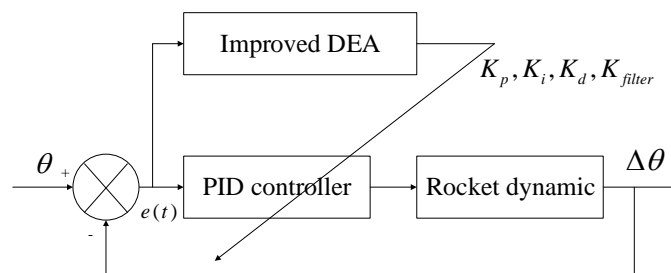 Improved DEA
K_p, K_i, K_d, K_filter
θ
+
PID controller
Rocket dynamic
Δθ
e(t)
-